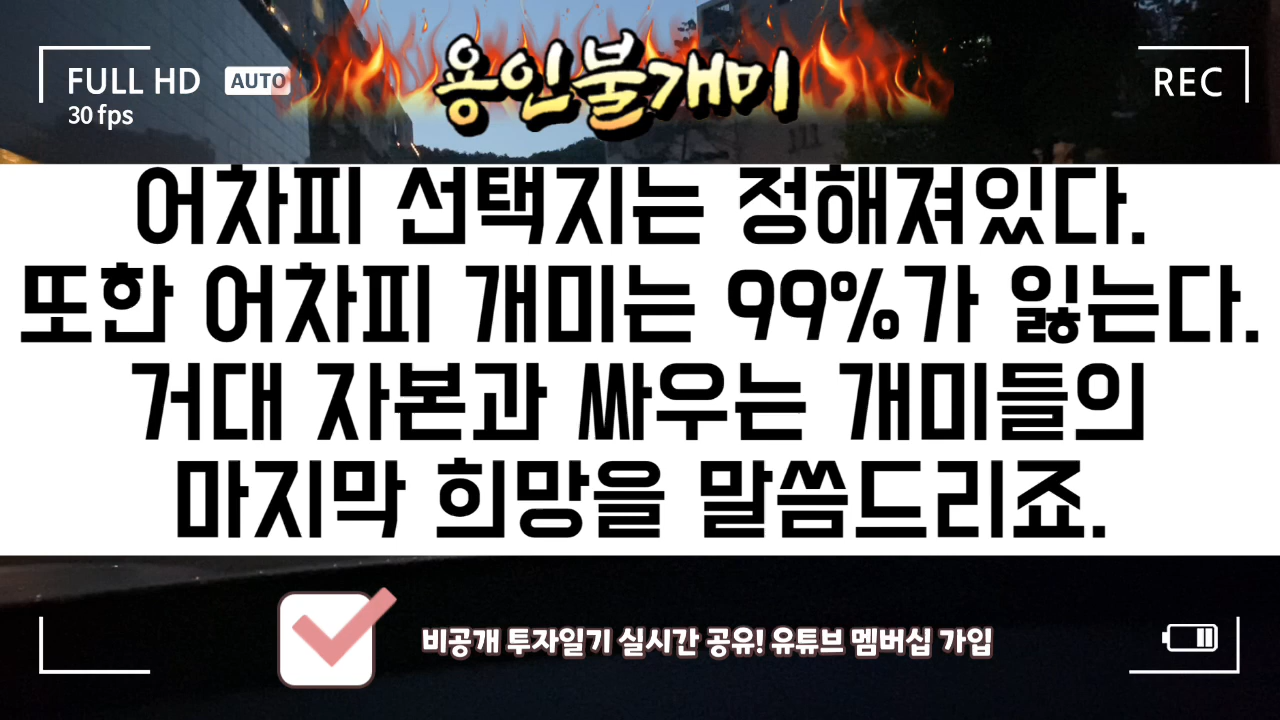 용인불개미
FULL HD AUTO
30 fps
REC
어차피 선택지는 정해져있다.
또한 어차피 개미는 99%가 잃는다.
거대 자본과 싸우는 개미들의
마지막 희망을 말씀드리죠.
비공개 투자일기 실시간 공유! 유튜브 멤버십 가입